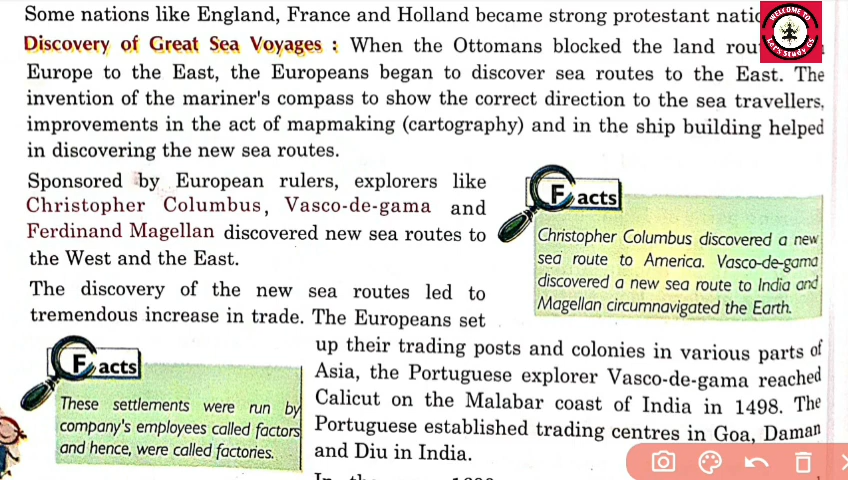 Some nations like England, France and Holland became strong protestant
WELCOME TO
Let's Study
Discovery of Great Sea Voyages : When the Ottomans blocked the land
Europe to the East, the Europeans began to discover sea routes to the East. The
invention of the mariner's compass to show the correct direction to the sea travellers,
improvements in the act of mapmaking (cartography) and in the ship building helped
in discovering the new sea routes.
Sponsored by European rulers, explorers like
Christopher Columbus, Vasco-de-gama and
Ferdinand Magellan discovered new sea routes to
the West and the East.
The discovery of the new sea routes led to
tremendous increase in trade. The Europeans set
Facts
Christopher Columbus discovered a new
sea route to America. Vasco-de-gama
discovered a new sea route to India and
Magellan circumnavigated the Earth.
up their trading posts and colonies in various parts of
Asia, the Portuguese explorer Vasco-de-gama reached
Calicut on the Malabar coast of India in 1498. The
Portuguese established trading centres in Goa, Daman
and Diu in India.
Facts
These settlements were run by
company's employees called factors
and hence, were called factories.